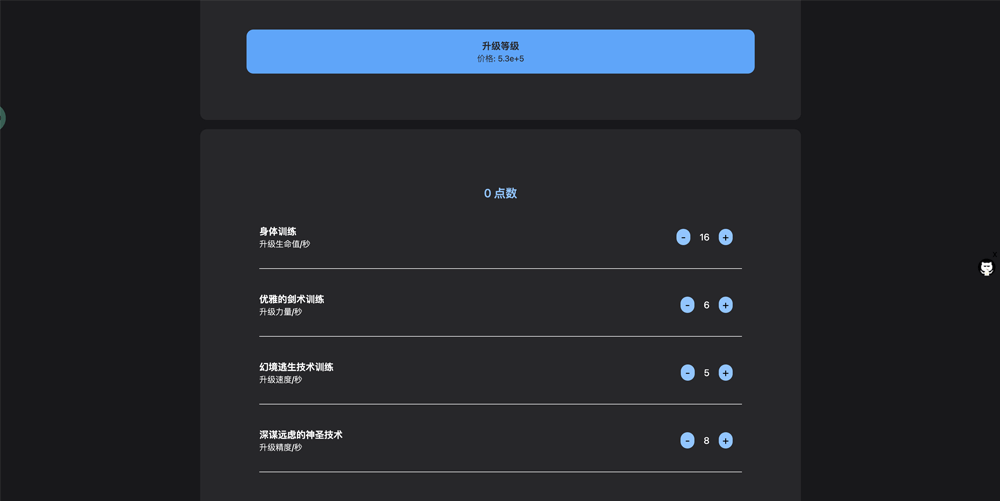 升级等级
价格: 5.3e+5
0 点数
身体训练
升级生命值/秒
- 16 +
优雅的剑术训练
升级力量/秒
- 6 +
幻境逃生技术训练
升级速度/秒
- 5 +
深谋远虑的神圣技术
升级精度/秒
- 8 +